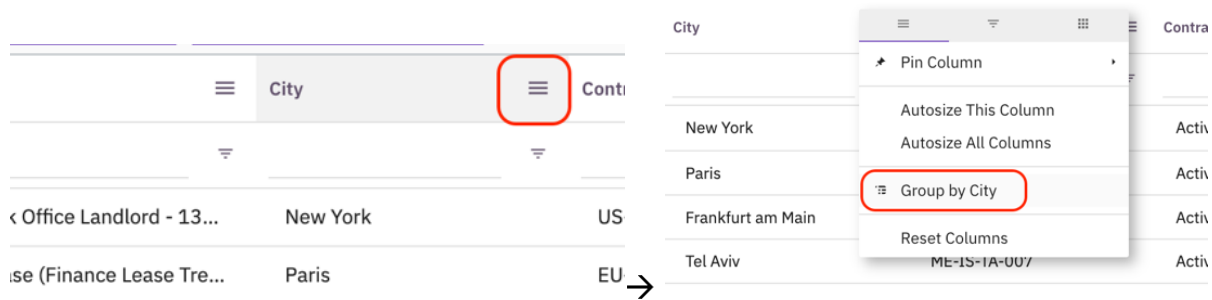 City
Contr
k Office Landlord - 13...
New York
US-
ase (Finance Lease Tre...
Paris
EU-
→
City
Contra
Pin Column
Autosize This Column
Autosize All Columns
Group by City
Reset Columns
New York
Activ
Paris
Activ
Frankfurt am Main
Activ
Tel Aviv
ME-IS-TA-007
Activ